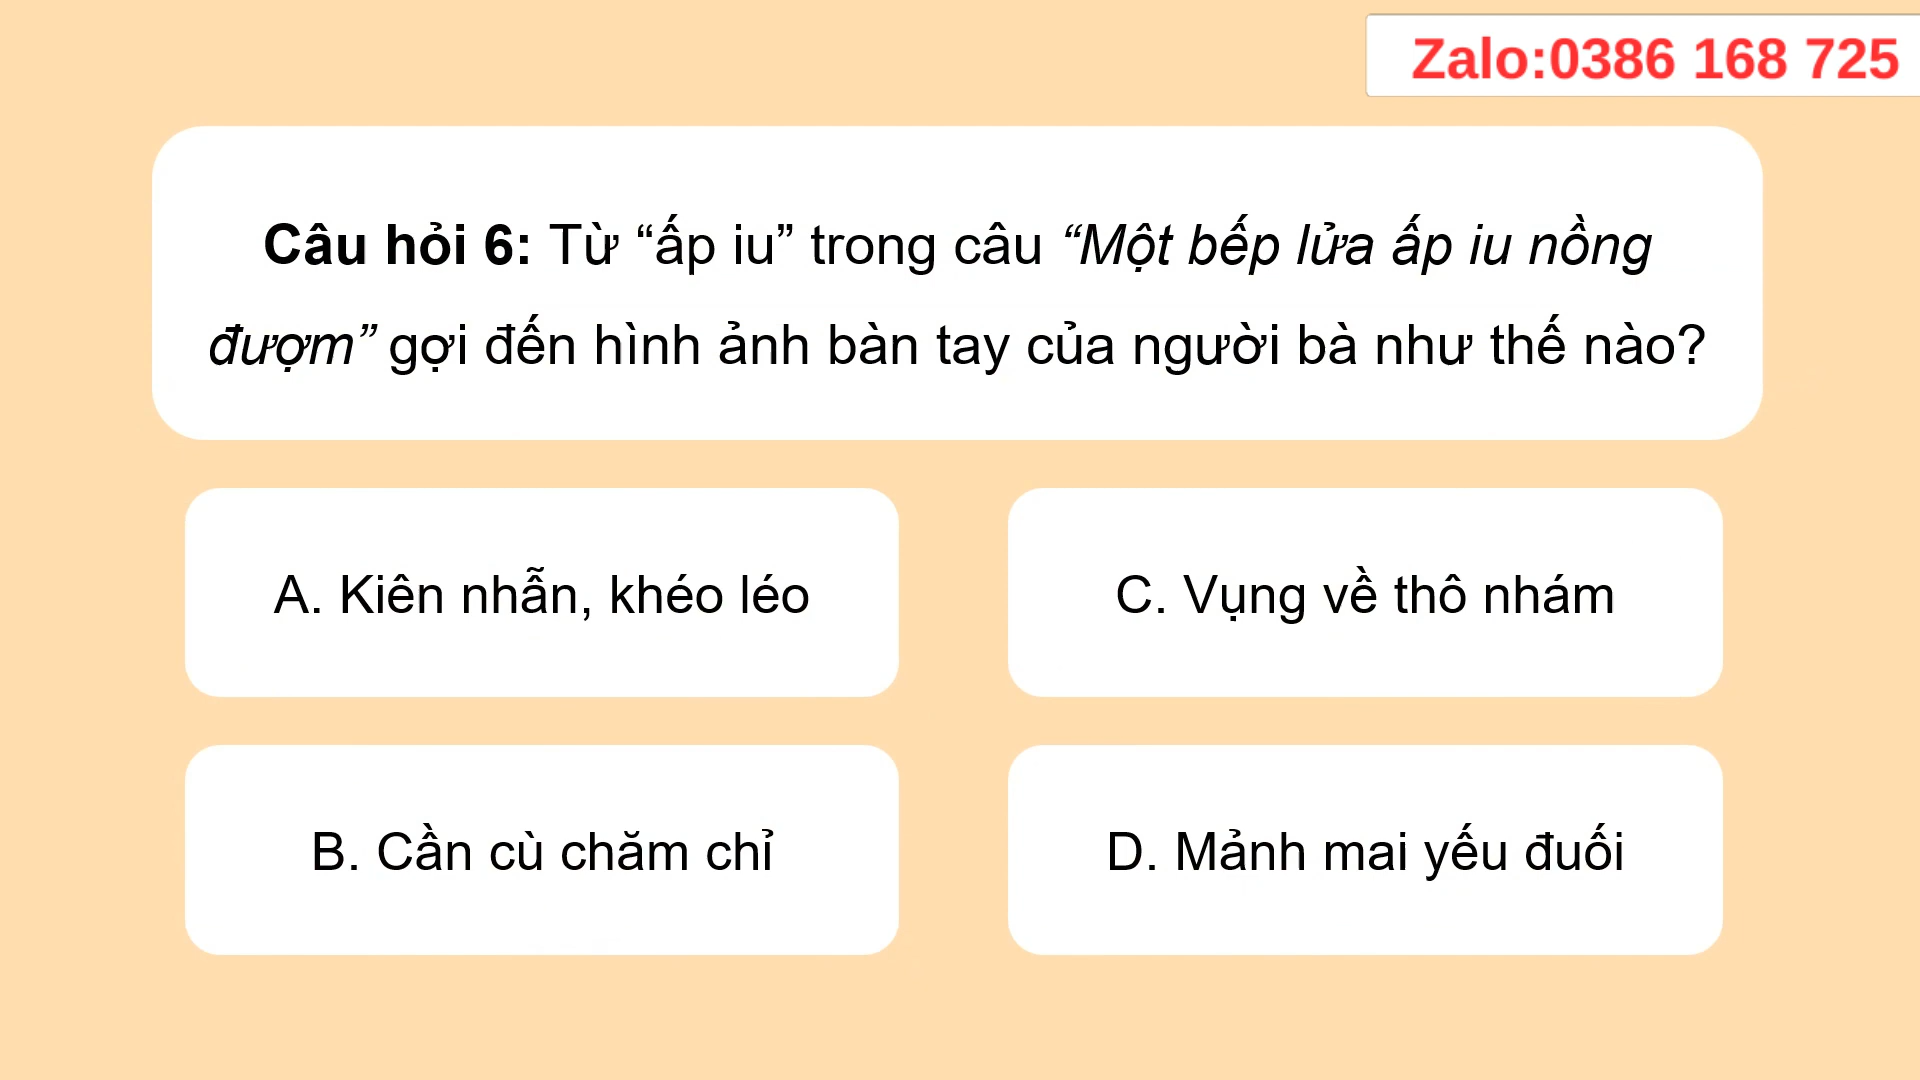 Zalo:0386 168 725
Câu hỏi 6: Từ “ấp iu” trong câu “Một bếp lửa ấp iu nồng
đượm” gợi đến hình ảnh bàn tay của người bà như thế nào?
A. Kiên nhẫn, khéo léo
C. Vụng về thô nhám
B. Cần cù chăm chỉ
D. Mảnh mai yếu đuối